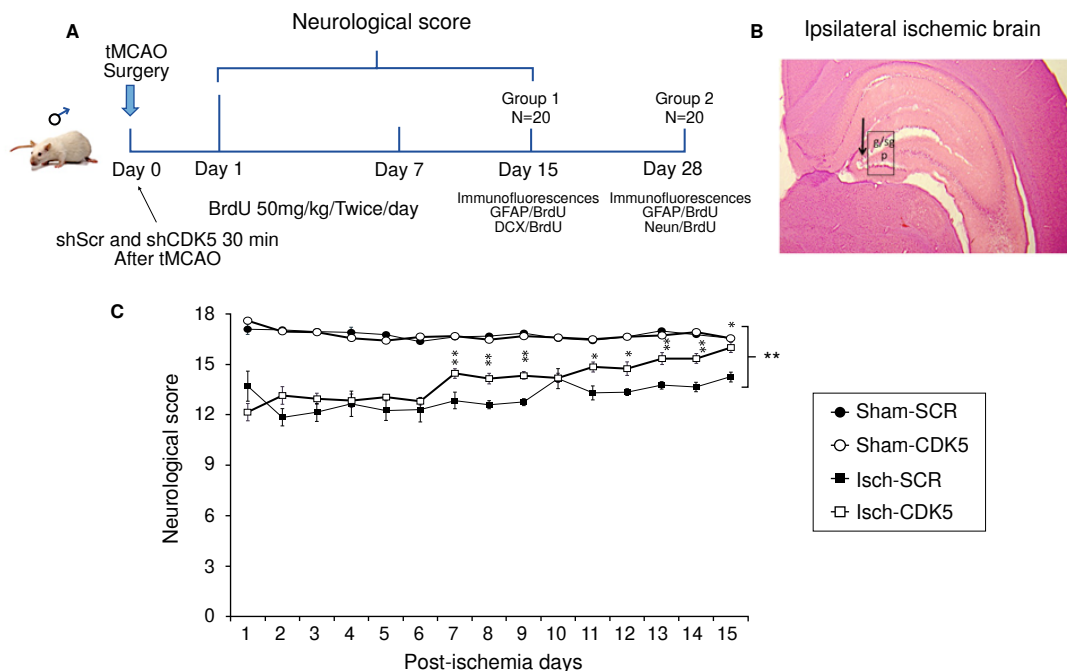 A
Neurological score
tMCAO
Surgery
Group 1
N=20
Group 2
N=20
Day 0
Day 1
Day 7
Day 15
Day 28
BrdU 50mg/kg/Twice/day
Immunofluorescences
GFAP/BrdU
DCX/BrdU
Immunofluorescences
GFAP/BrdU
Neun/BrdU
shScr and shCDK5 30 min
After tMCAO
B
Ipsilateral ischemic brain
g/sg
p
C
Neurological score
18
15
12
9
6
3
0
** ** ** * * ** ** *
**
1 2 3 4 5 6 7 8 9 10 11 12 13 14 15
Post-ischemia days
Sham-SCR
Sham-CDK5
Isch-SCR
Isch-CDK5